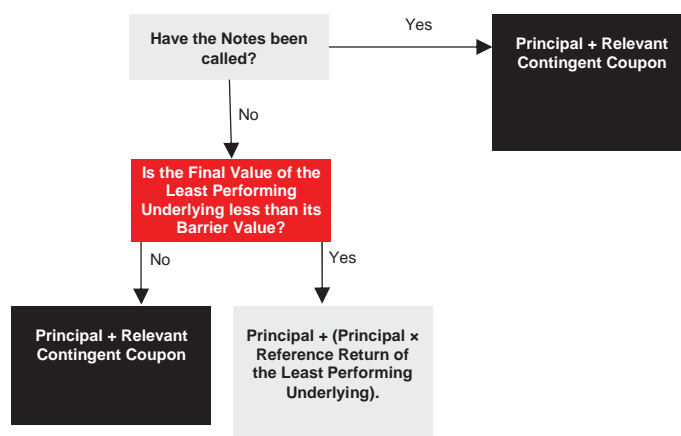 Have the Notes been
called?
Yes
Principal + Relevant
Contingent Coupon
No
Is the Final Value of the
Least Performing
Underlying less than its
Barrier Value?
No
Yes
Principal + Relevant
Contingent Coupon
Principal + (Principal ×
Reference Return of
the Least Performing
Underlying).